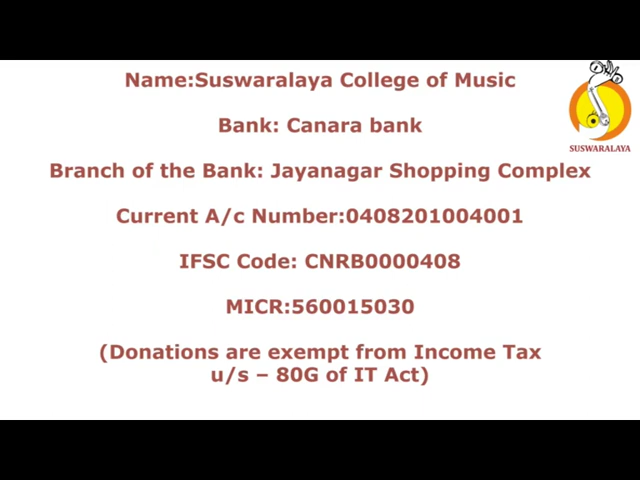 Name:Suswaralaya College of Music
Bank: Canara bank
Branch of the Bank: Jayanagar Shopping Complex
Current A/c Number:0408201004001
IFSC Code: CNRB0000408
MICR:560015030
(Donations are exempt from Income Tax
u/s – 80G of IT Act)
SUSWARALAYA